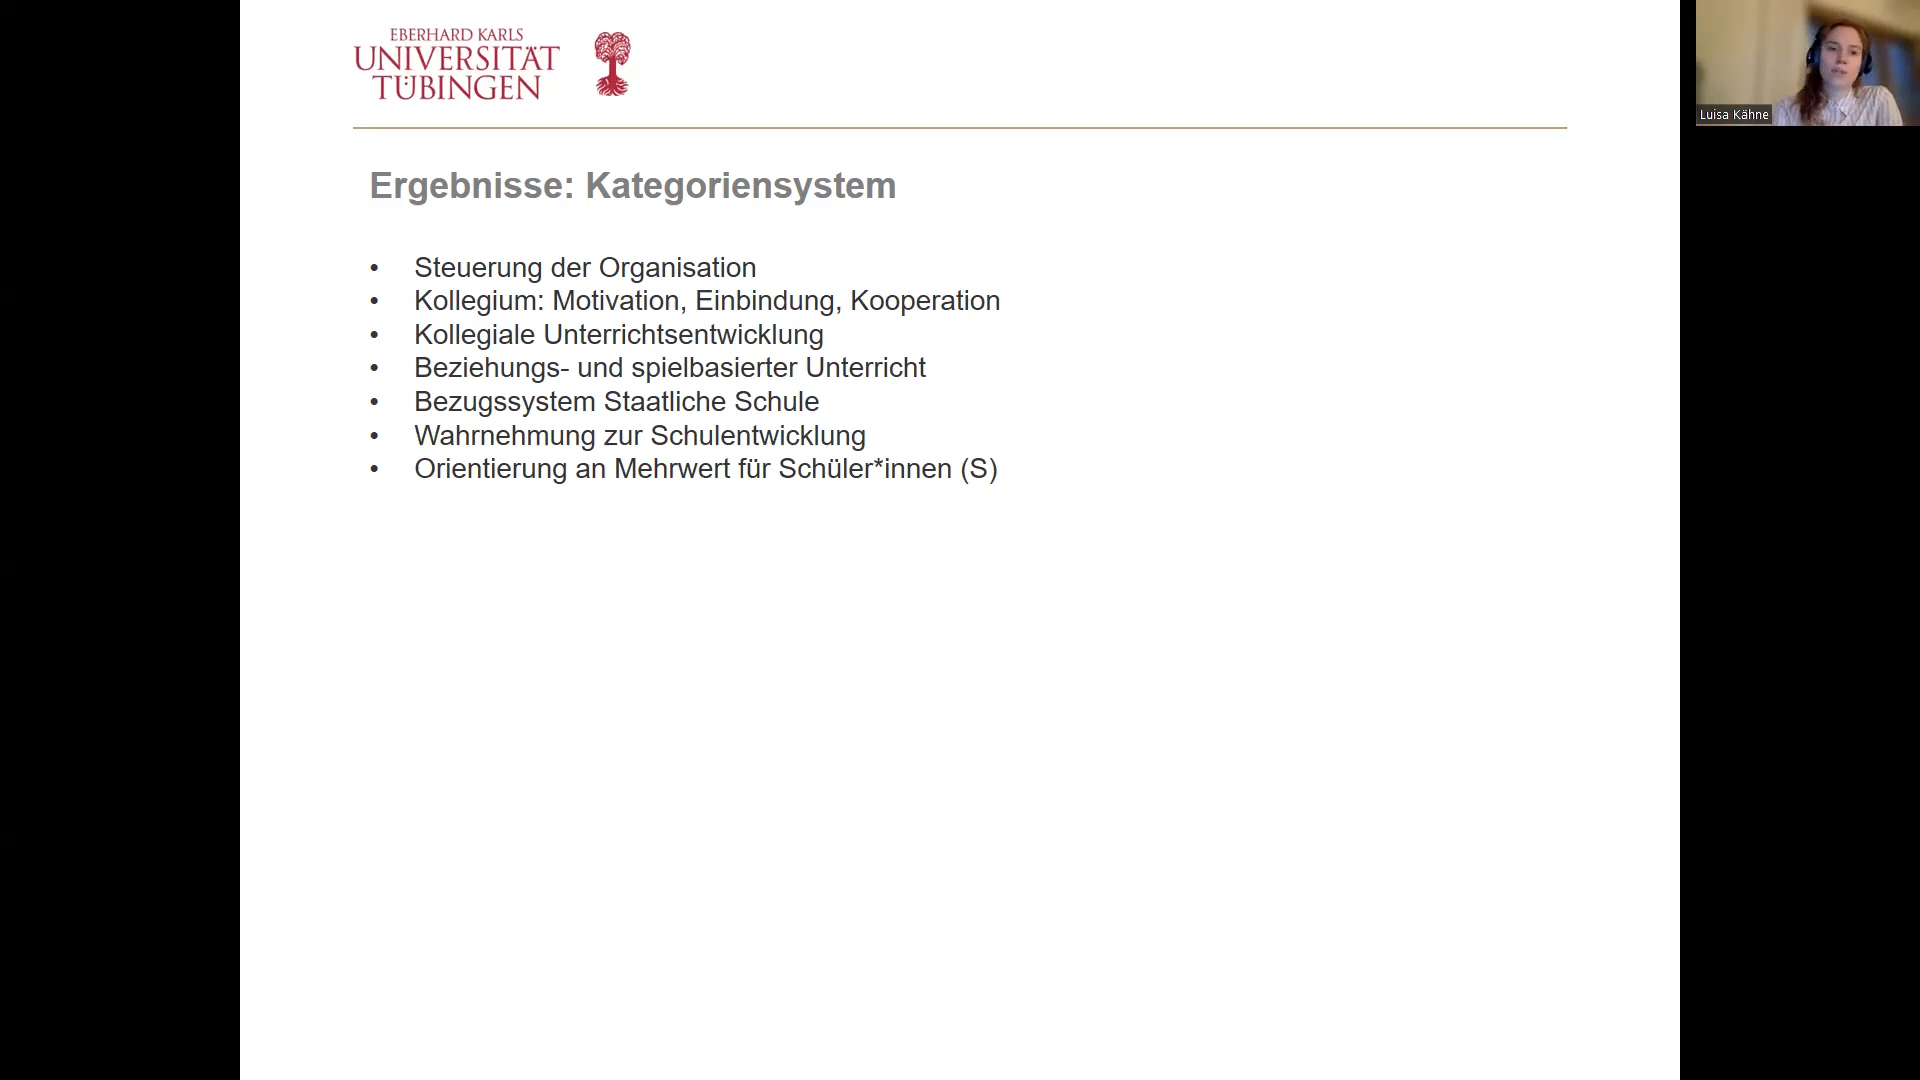 EBERHARD KARLS
UNIVERSITÄT
TÜBINGEN
Luisa Kähne
Ergebnisse: Kategoriensystem
• Steuerung der Organisation
• Kollegium: Motivation, Einbindung, Kooperation
• Kollegiale Unterrichtsentwicklung
• Beziehungs- und spielbasierter Unterricht
• Bezugssystem Staatliche Schule
• Wahrnehmung zur Schulentwicklung
• Orientierung an Mehrwert für Schüler*innen (S)